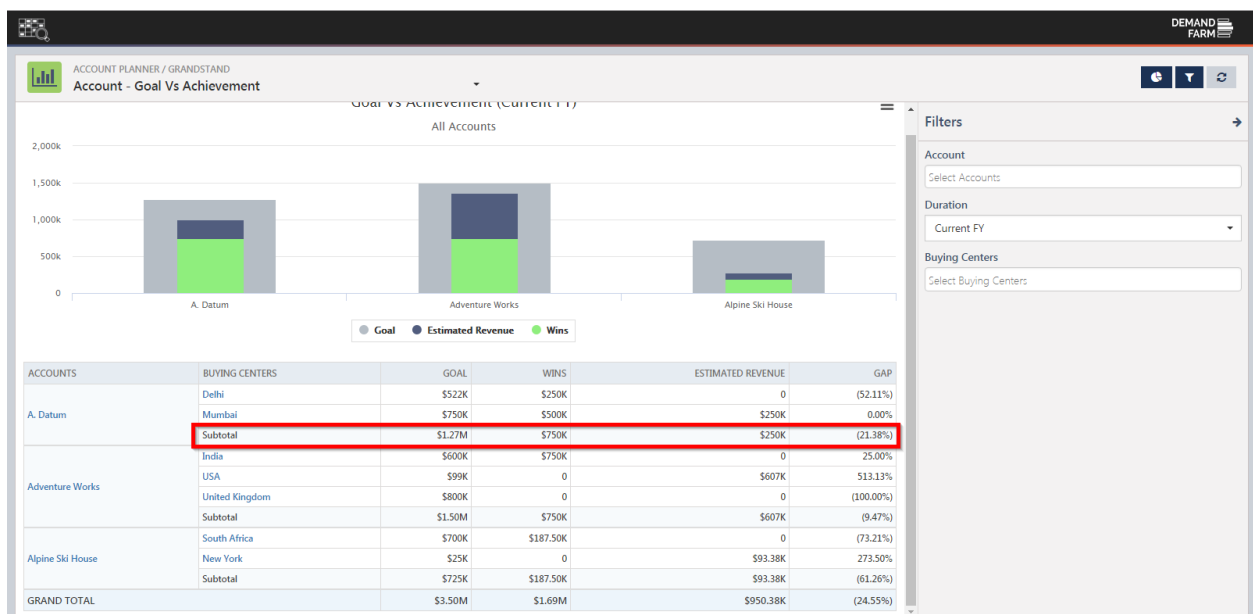 DEMAND
FARM
ACCOUNT PLANNER / GRANDSTAND
Account - Goal Vs Achievement
Goal Vs Achievement (Current FY)
All Accounts
2,000k
1,500k
1,000k
500k
0
A. Datum Adventure Works Alpine Ski House
Goal Estimated Revenue Wins
Filters
Account
Select Accounts
Duration
Current FY
Buying Centers
Select Buying Centers
ACCOUNTS BUYING CENTERS GOAL WINS ESTIMATED REVENUE GAP
Delhi $522K $250K 0 (52.11%)
A. Datum Mumbai $750K $500K $250K 0.00%
Subtotal $1.27M $750K $250K (21.38%)
India $600K $750K 0 25.00%
Adventure Works USA $99K 0 $607K 513.13%
United Kingdom $800K 0 0 (100.00%)
Subtotal $1.50M $750K $607K (9.47%)
South Africa $700K $187.50K 0 (73.21%)
Alpine Ski House New York $25K 0 $93.38K 273.50%
Subtotal $725K $187.50K $93.38K (61.26%)
GRAND TOTAL $3.50M $1.69M $950.38K (24.55%)